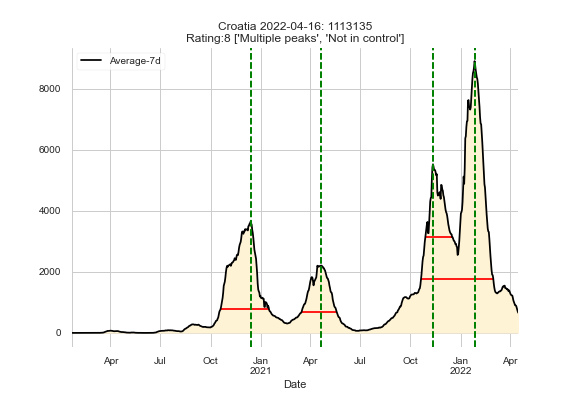 Croatia 2022-04-16: 1113135
Rating:8 ['Multiple peaks', 'Not in control']
Average-7d
8000
6000
4000
2000
0
Apr Jul Oct Jan Apr Jul Oct Jan Apr
2021 2022
Date